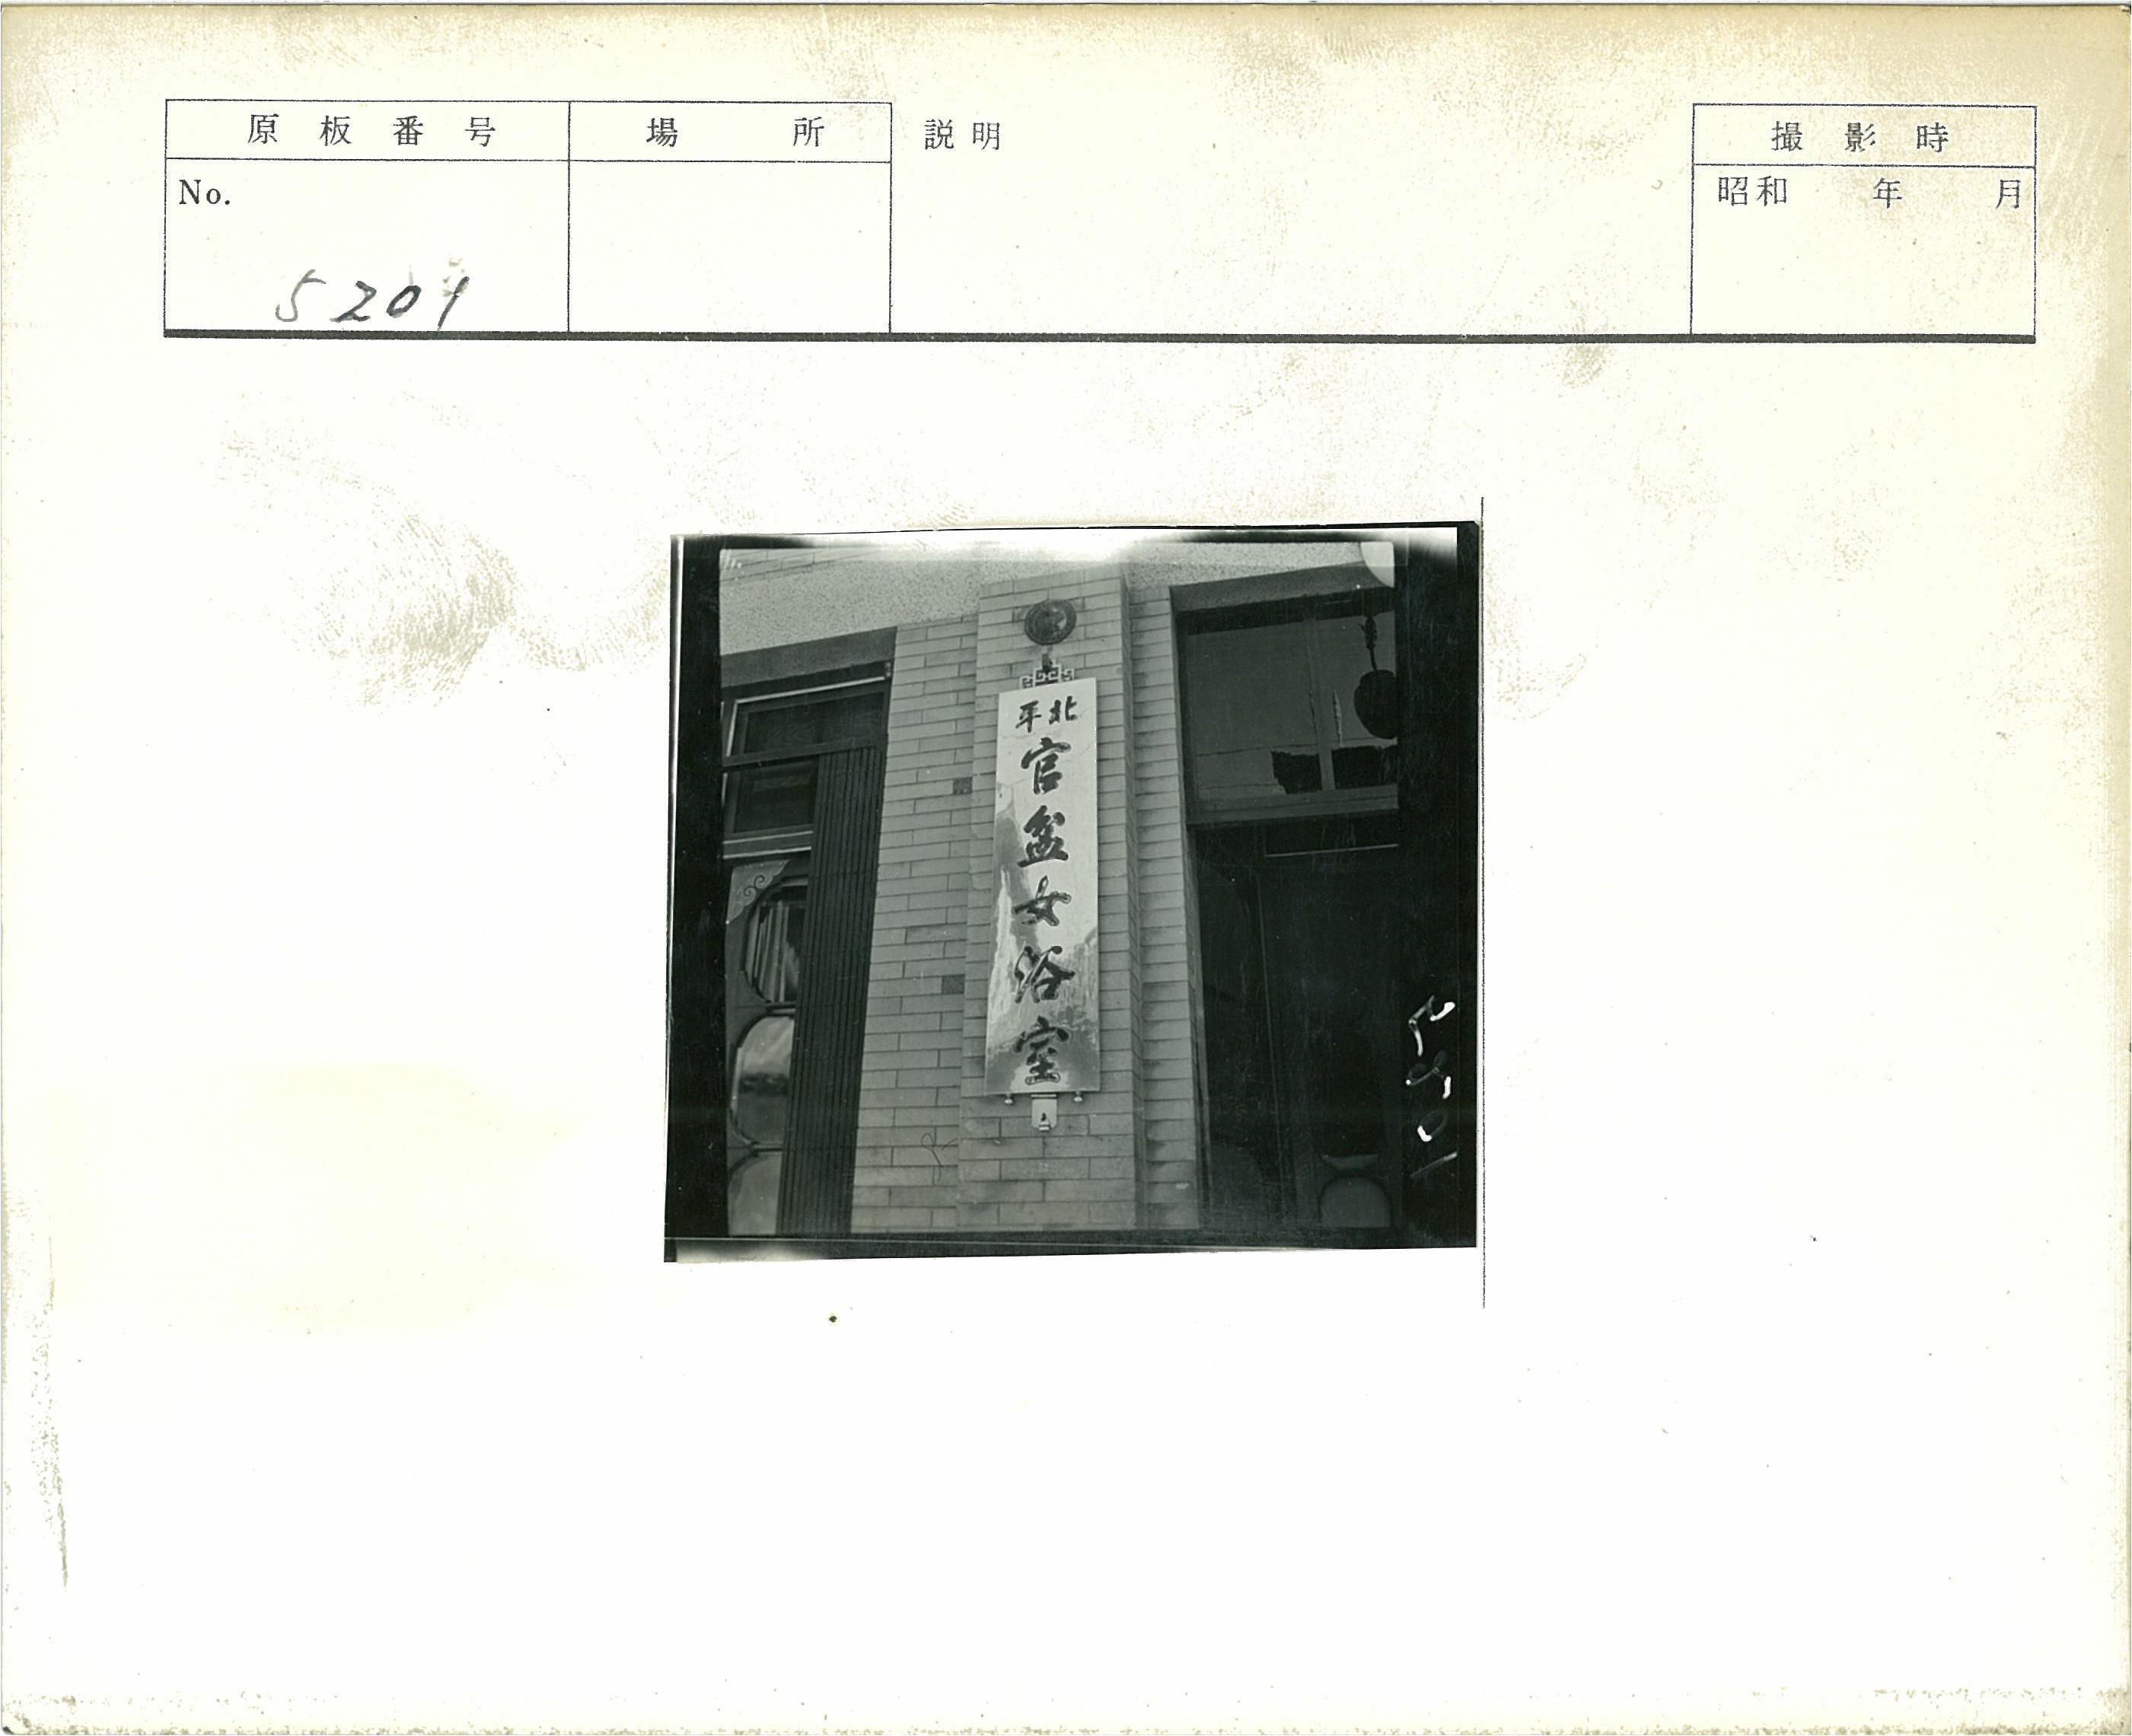 原板番号
場所
説明
撮影時
No.
昭和 年 月
5201
北平
官盆女浴室
5201